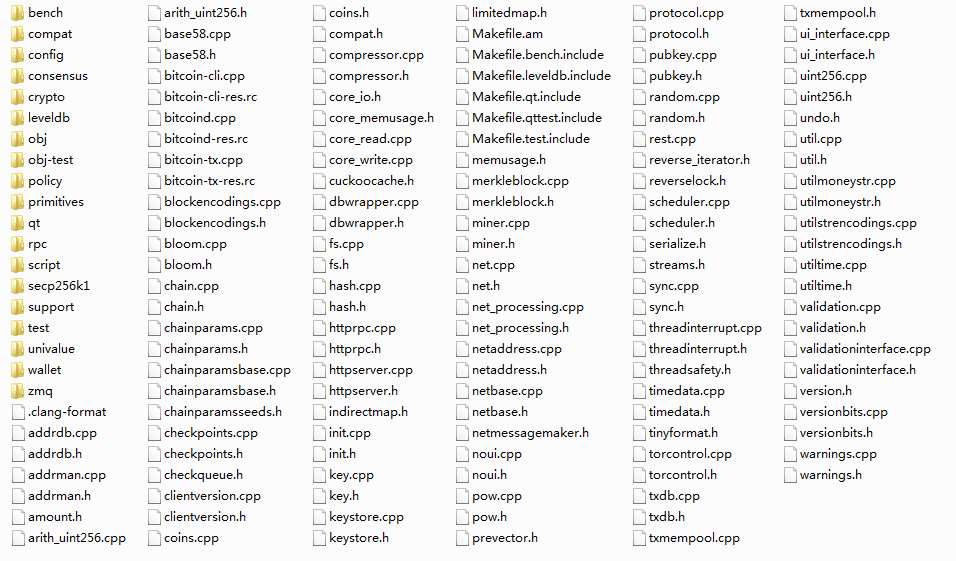 bench
compat
config
consensus
crypto
leveldb
obj
obj-test
policy
primitives
qt
rpc
script
secp256k1
support
test
univalue
wallet
zmq
.clang-format
addrdb.cpp
addrdb.h
addrman.cpp
addrman.h
amount.h
arith_uint256.cpp
arith_uint256.h
base58.cpp
base58.h
bitcoin-cli.cpp
bitcoin-cli-res.rc
bitcoind.cpp
bitcoind-res.rc
bitcoin-tx.cpp
bitcoin-tx-res.rc
blockencodings.cpp
blockencodings.h
bloom.cpp
bloom.h
chain.cpp
chain.h
chainparams.cpp
chainparams.h
chainparamsbase.cpp
chainparamsbase.h
chainparamsseeds.h
checkpoints.cpp
checkpoints.h
checkqueue.h
clientversion.cpp
clientversion.h
coins.cpp
coins.h
compat.h
compressor.cpp
compressor.h
core_io.h
core_memusage.h
core_read.cpp
core_write.cpp
cuckoocache.h
dbwrapper.cpp
dbwrapper.h
fs.cpp
fs.h
hash.cpp
hash.h
httprpc.cpp
httprpc.h
httpserver.cpp
httpserver.h
indirectmap.h
init.cpp
init.h
key.cpp
key.h
keystore.cpp
keystore.h
limitedmap.h
Makefile.am
Makefile.bench.include
Makefile.leveldb.include
Makefile.qt.include
Makefile.qttest.include
Makefile.test.include
memusage.h
merkleblock.cpp
merkleblock.h
miner.cpp
miner.h
net.cpp
net.h
net_processing.cpp
net_processing.h
netaddress.cpp
netaddress.h
netbase.cpp
netbase.h
netmessagemaker.h
noui.cpp
noui.h
pow.cpp
pow.h
prevector.h
protocol.cpp
protocol.h
pubkey.cpp
pubkey.h
random.cpp
random.h
rest.cpp
reverse_iterator.h
reverselock.h
scheduler.cpp
scheduler.h
serialize.h
streams.h
sync.cpp
sync.h
threadinterrupt.cpp
threadinterrupt.h
threadsafety.h
timedata.cpp
timedata.h
tinyformat.h
torcontrol.cpp
torcontrol.h
txdb.cpp
txdb.h
txmempool.cpp
txmempool.h
ui_interface.cpp
ui_interface.h
uint256.cpp
uint256.h
undo.h
util.cpp
util.h
utilmoneystr.cpp
utilmoneystr.h
utilstrencodings.cpp
utilstrencodings.h
utiltime.cpp
utiltime.h
validation.cpp
validation.h
validationinterface.cpp
validationinterface.h
version.h
versionbits.cpp
versionbits.h
warnings.cpp
warnings.h